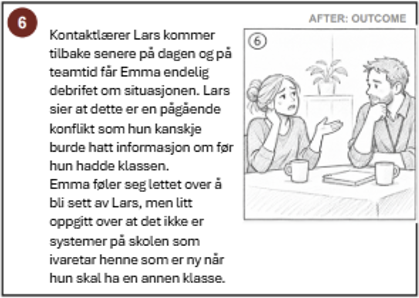 6
AFTER: OUTCOME
Kontaktlærer Lars kommer
tilbake senere på dagen og på
teamtid får Emma endelig
debrifet om situasjonen. Lars
sier at dette er en pågående
konflikt som hun kanskje
burde hatt informasjon om før
hun hadde klassen.
Emma føler seg lettet over å
bli sett av Lars, men litt
oppgitt over at det ikke er
systemer på skolen som
ivaretar henne som er ny når
hun skal ha en annen klasse.
6